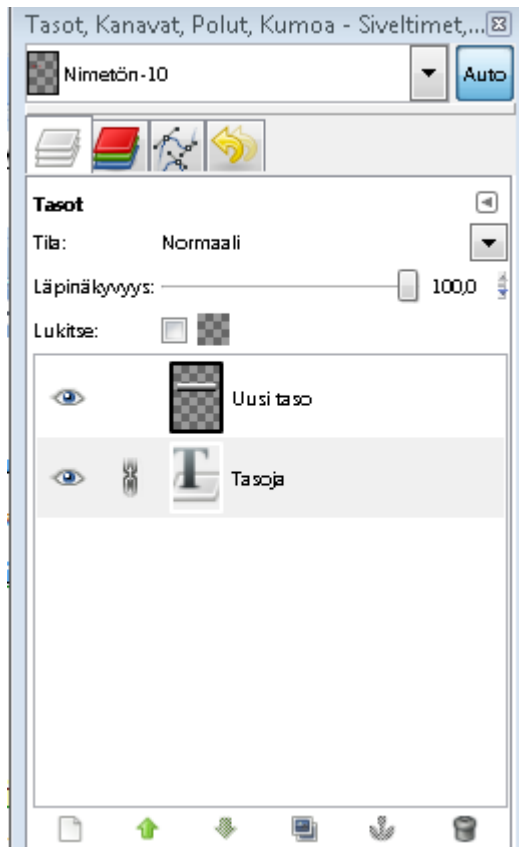 Tasot, Kanavat, Polut, Kumoa - Siveltimet,...
Nimetön-10
Auto
Tasot
Tila: Normaali
Läpinäkyvyys: 100,0
Lukitse:
Uusi taso
T
Tasoja